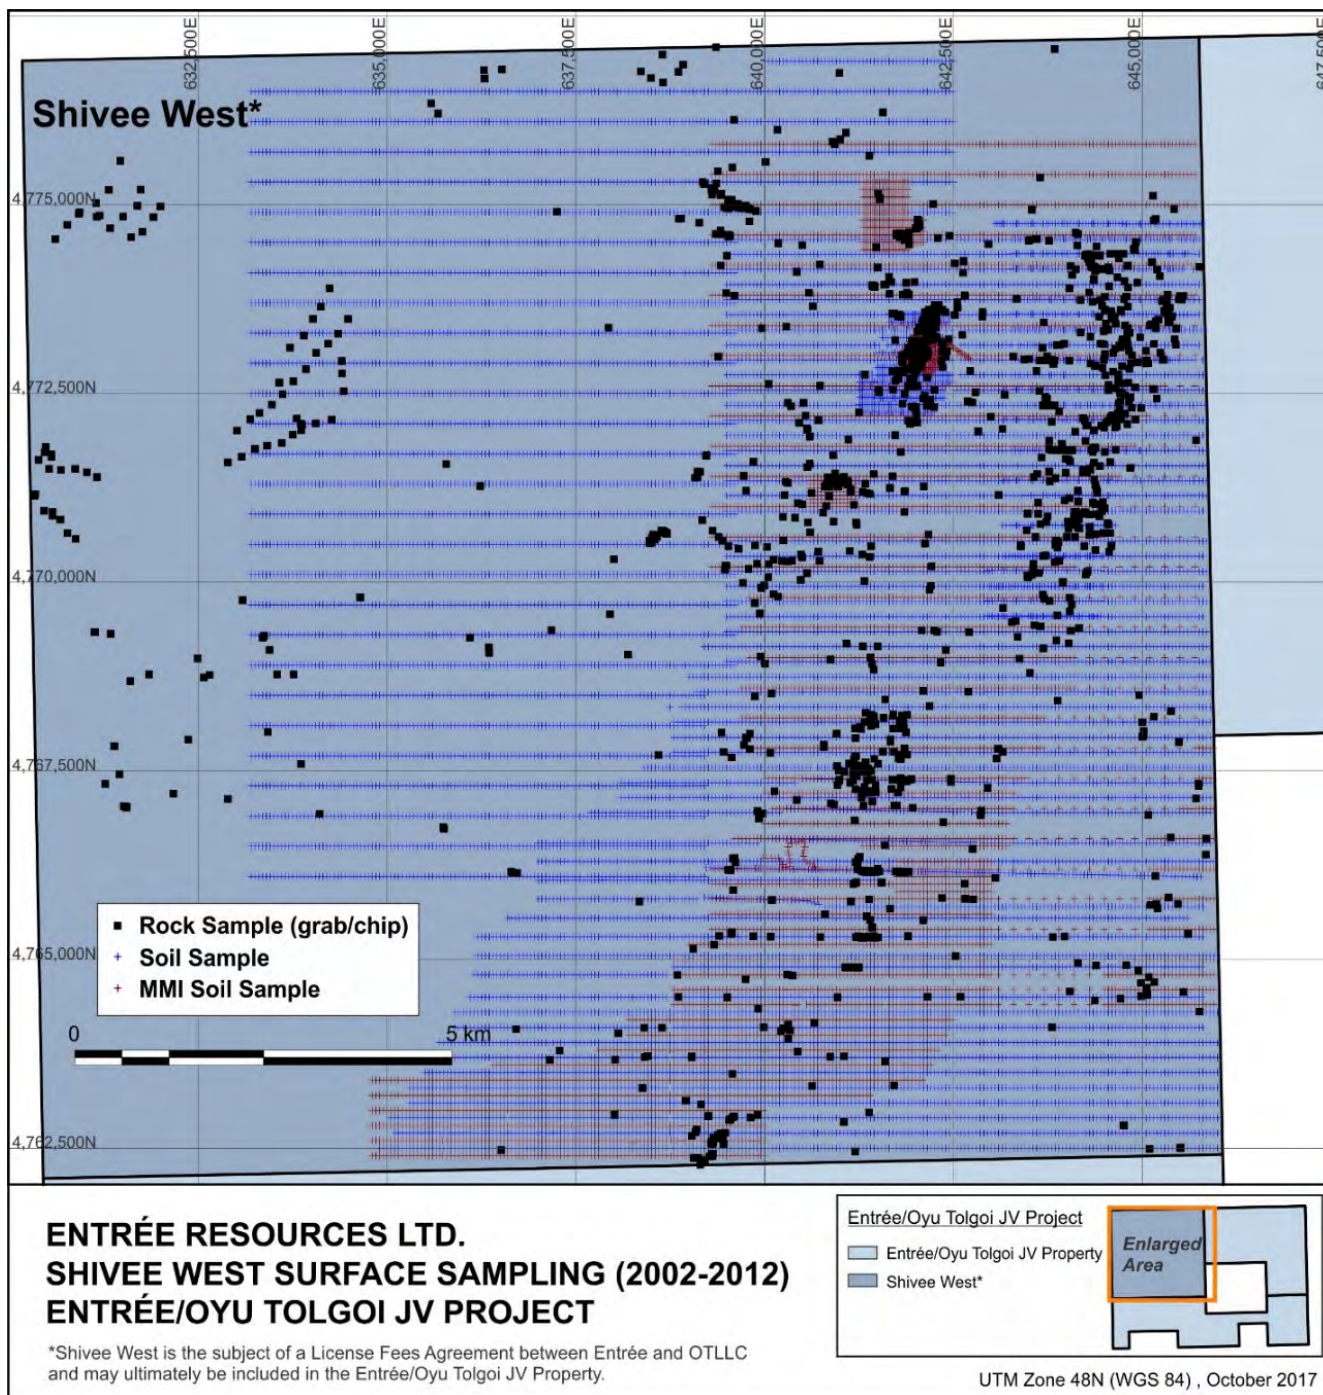 632,500E
635,000E
637,500E
640,000E
642,500E
645,000E
647,500E
Shivee West*
4,775,000N
4,772,500N
4,770,000N
4,767,500N
4,765,000N
4,762,500N
Rock Sample (grab/chip)
Soil Sample
MMI Soil Sample
0 5 km
ENTRÉE RESOURCES LTD.
SHIVEE WEST SURFACE SAMPLING (2002-2012)
ENTRÉE/OYU TOLGOI JV PROJECT
*Shivee West is the subject of a License Fees Agreement between Entrée and OTLLC
and may ultimately be included in the Entrée/Oyu Tolgoi JV Property.
Entrée/Oyu Tolgoi JV Project
Entrée/Oyu Tolgoi JV Property
Shivee West*
Enlarged
Area
UTM Zone 48N (WGS 84) , October 2017